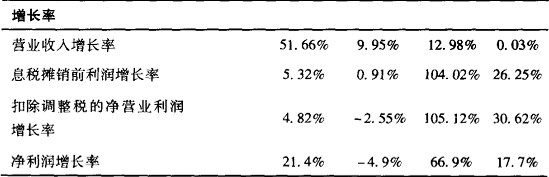 增长率
营业收入增长率 51.66% 9.95% 12.98% 0.03%
息税摊销前利润增长率 5.32% 0.91% 104.02% 26.25%
扣除调整税的净营业利润
增长率 4.82% -2.55% 105.12% 30.62%
净利润增长率 21.4% -4.9% 66.9% 17.7%